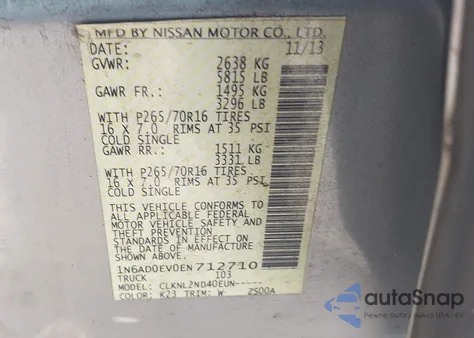 MFD BY NISSAN MOTOR CO., LTD.
DATE: 11/13
GVWR: 2638 KG
5815 LB
GAWR FR.: 1495 KG
3296 LB
WITH P265/70R16 TIRES
16 X 7.0 RIMS AT 35 PSI
COLD SINGLE
GAWR RR.: 1511 KG
3331 LB
WITH P265/70R16 TIRES
16 X 7.0 RIMS AT 35 PSI
COLD SINGLE
THIS VEHICLE CONFORMS TO
ALL APPLICABLE FEDERAL
MOTOR VEHICLE SAFETY AND
THEFT PREVENTION
STANDARDS IN EFFECT ON
THE DATE OF MANUFACTURE
SHOWN ABOVE.
1N6AD0EV0EN712710
TRUCK 103
MODEL: CLKNL2ND40EUN-----
COLOR: K23 TRIM: W ZS00A
autoSnap
VIN'S / USA